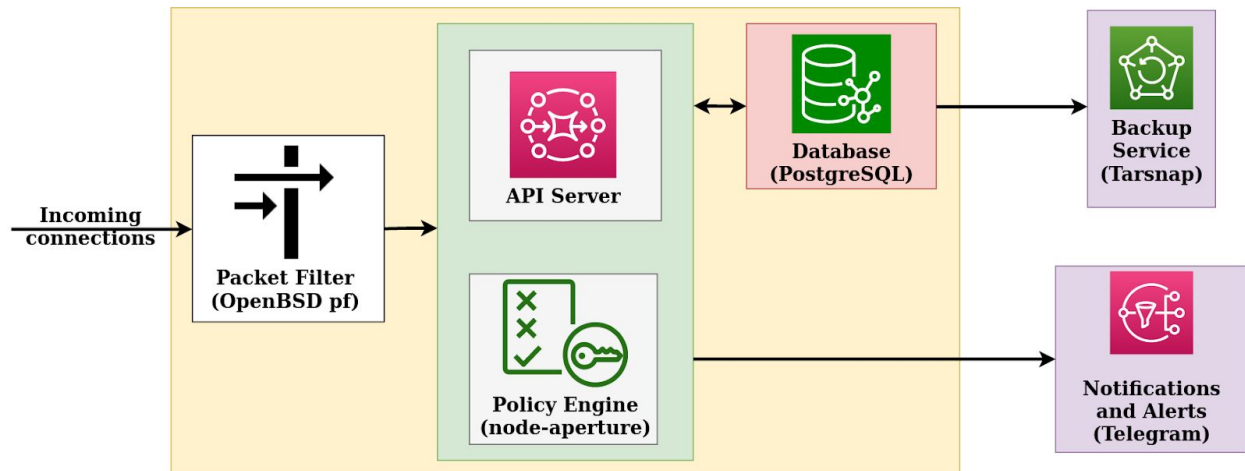 Incoming
connections
Packet Filter
(OpenBSD pf)
API Server
Policy Engine
(node-aperture)
Database
(PostgreSQL)
Backup
Service
(Tarsnap)
Notifications
and Alerts
(Telegram)